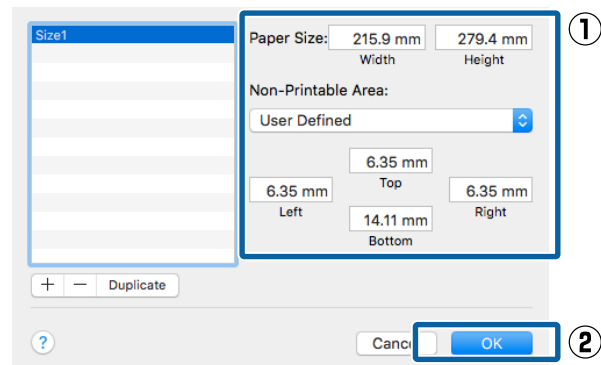 Size1
Paper Size: 215.9 mm 279.4 mm
Width Height
Non-Printable Area:
User Defined
6.35 mm
Top
6.35 mm 6.35 mm
Left Right
14.11 mm
Bottom
+ − Duplicate
? Cance OK
①
②